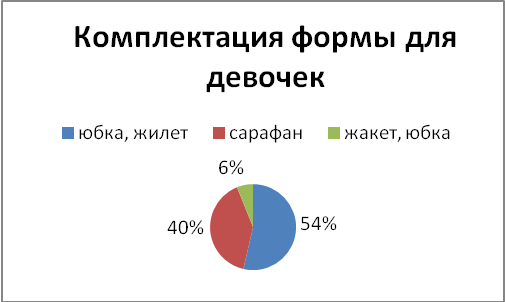 Комплектация формы для
девочек
юбка, жилет сарафан жакет, юбка
6%
40% 54%